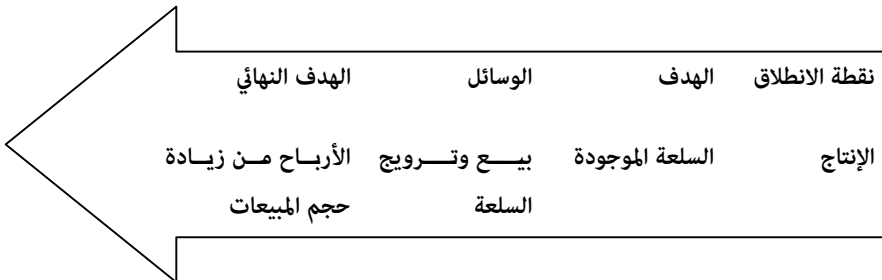 نقطة الانطلاق الهدف الوسائل الهدف النهائي
الإنتاج السلعة الموجودة بيع وترويج الأرباح من زيادة
السلعة حجم المبيعات